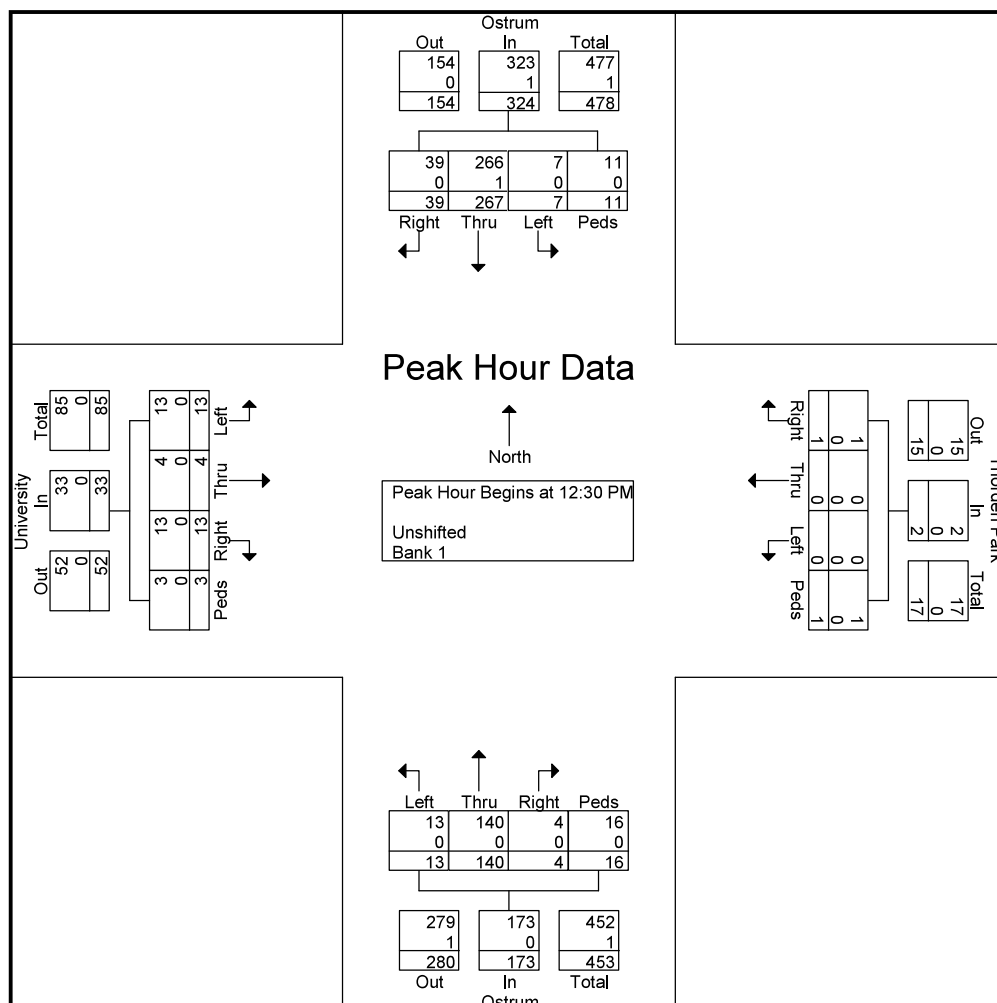 Ostrum
Out In Total
154 323 477
0 1 1
154 324 478
39 266 7 11
0 1 0 0
39 267 7 11
Right Thru Left Peds
Peak Hour Data
North
Peak Hour Begins at 12:30 PM
Unshifted
Bank 1
University
Out In Total
52 33 85
0 0 0
52 33 85
3 13 4 13
0 0 0 0
3 13 4 13
Peds Right Thru Left
Thorden Park
Out In Total
15 2 17
0 0 0
15 2 17
1 0 0 1
0 0 0 0
1 0 0 1
Right Thru Left Peds
Left Thru Right Peds
13 140 4 16
0 0 0 0
13 140 4 16
279 173 452
1 0 1
280 173 453
Out In Total
Ostrum